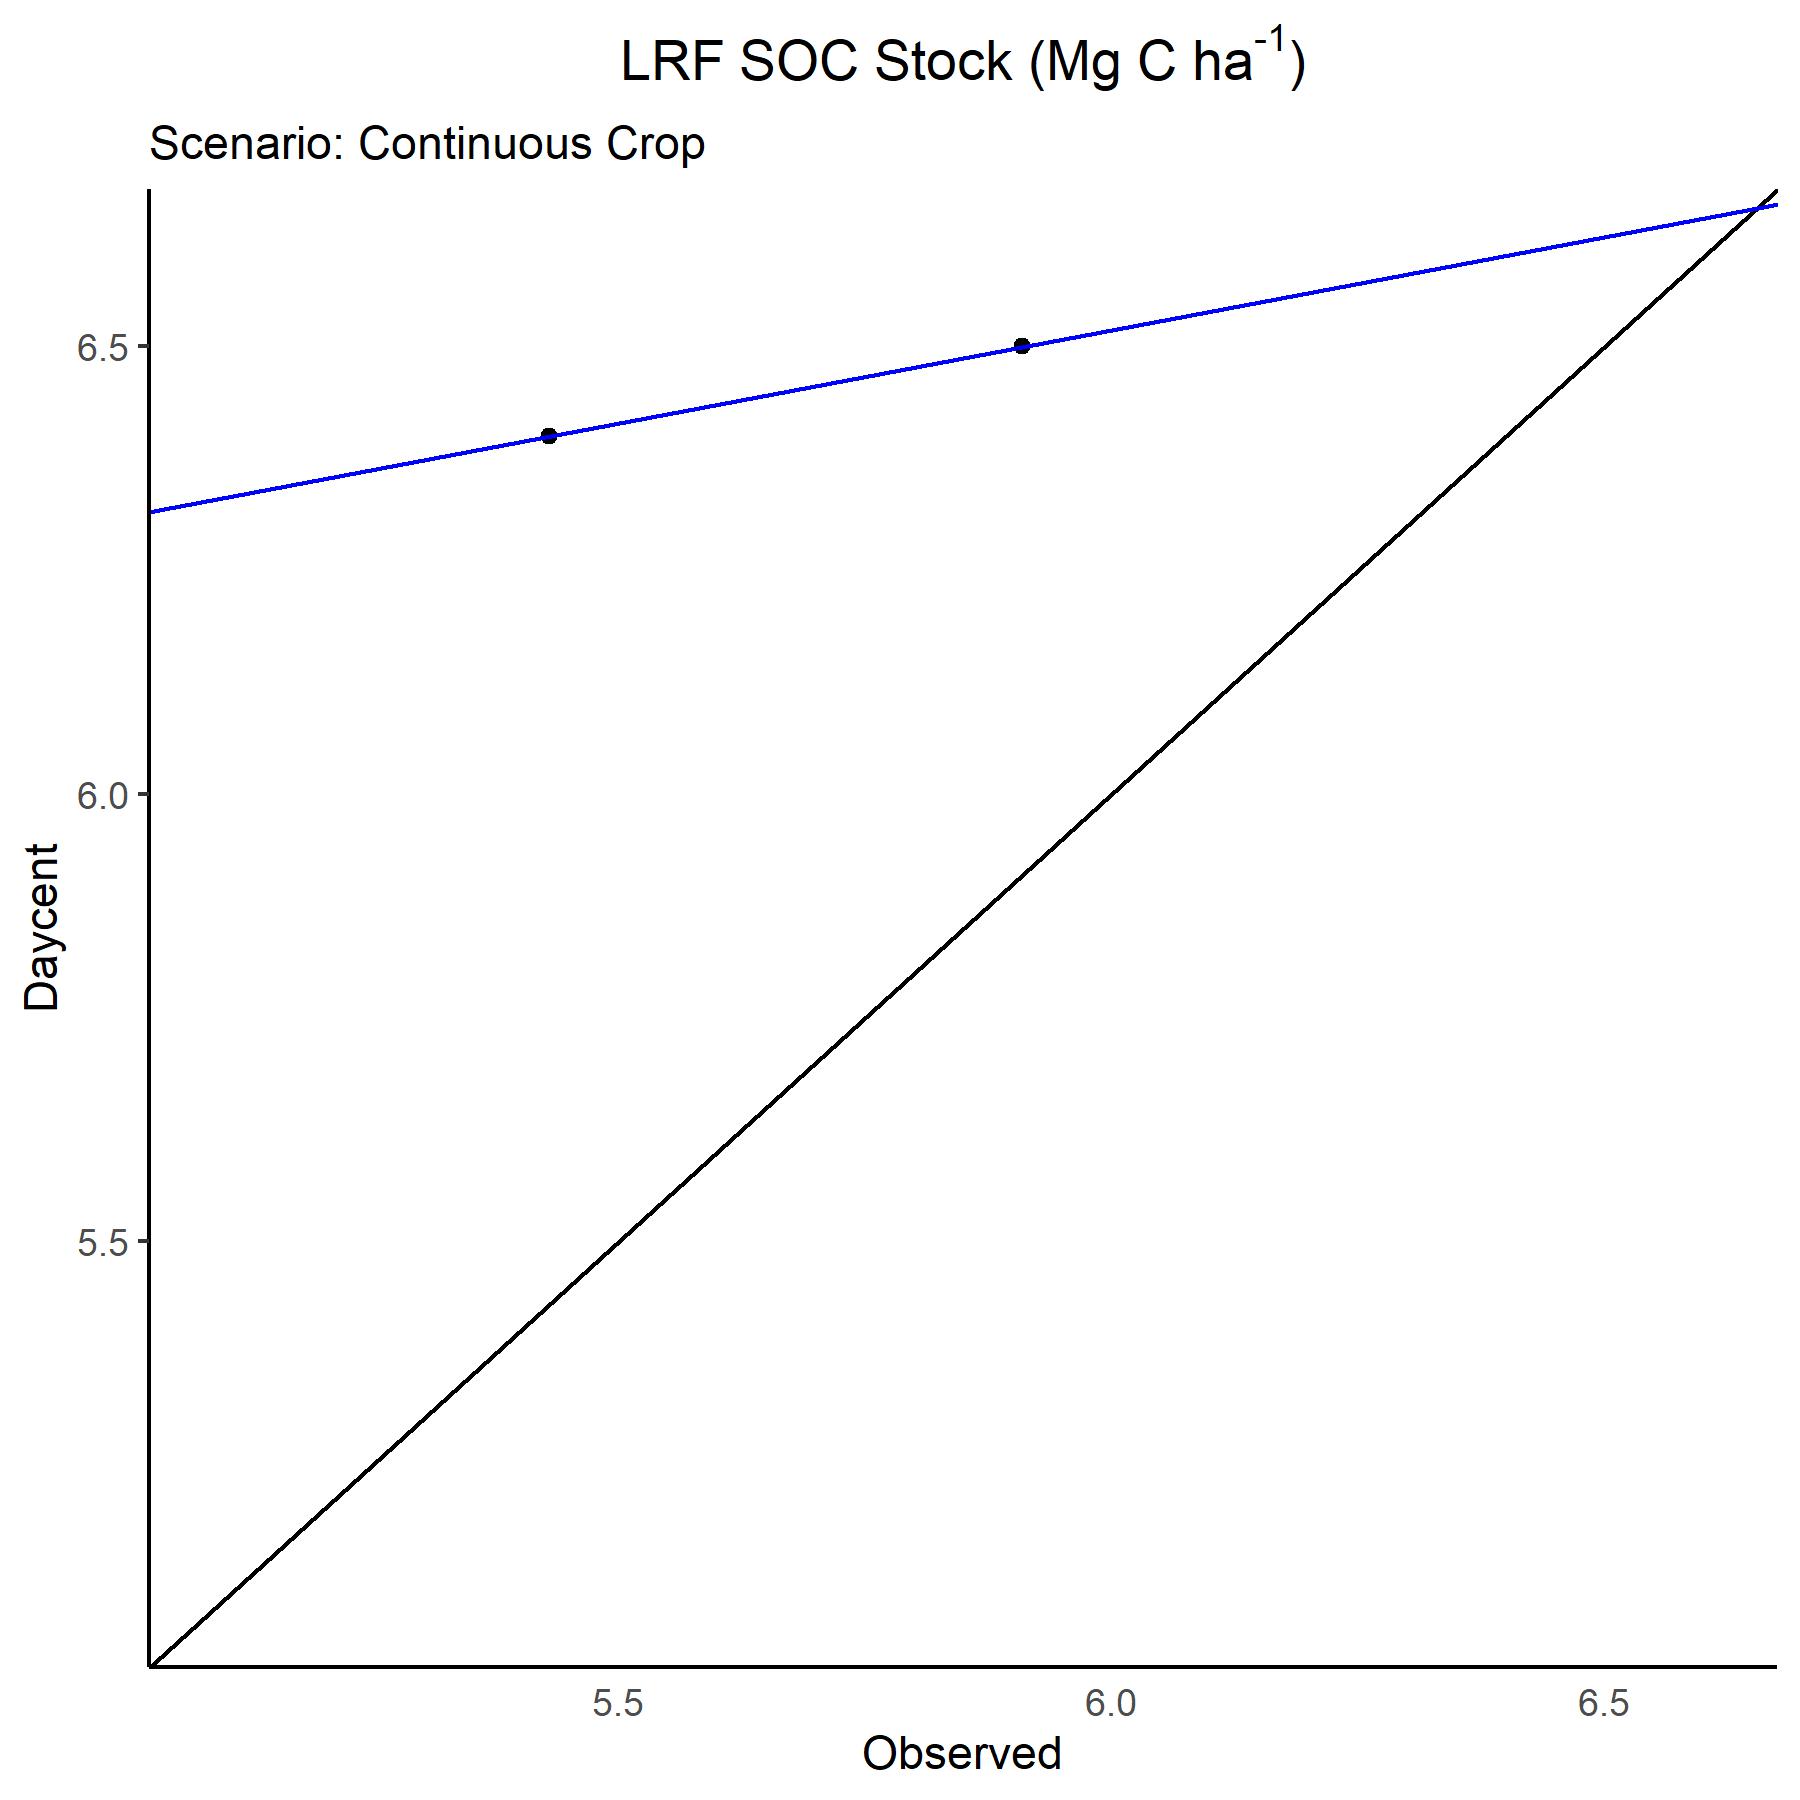 LRF SOC Stock (Mg C ha⁻¹)
Scenario: Continuous Crop
6.5
6.0
5.5
Daycent
5.5 6.0 6.5
Observed